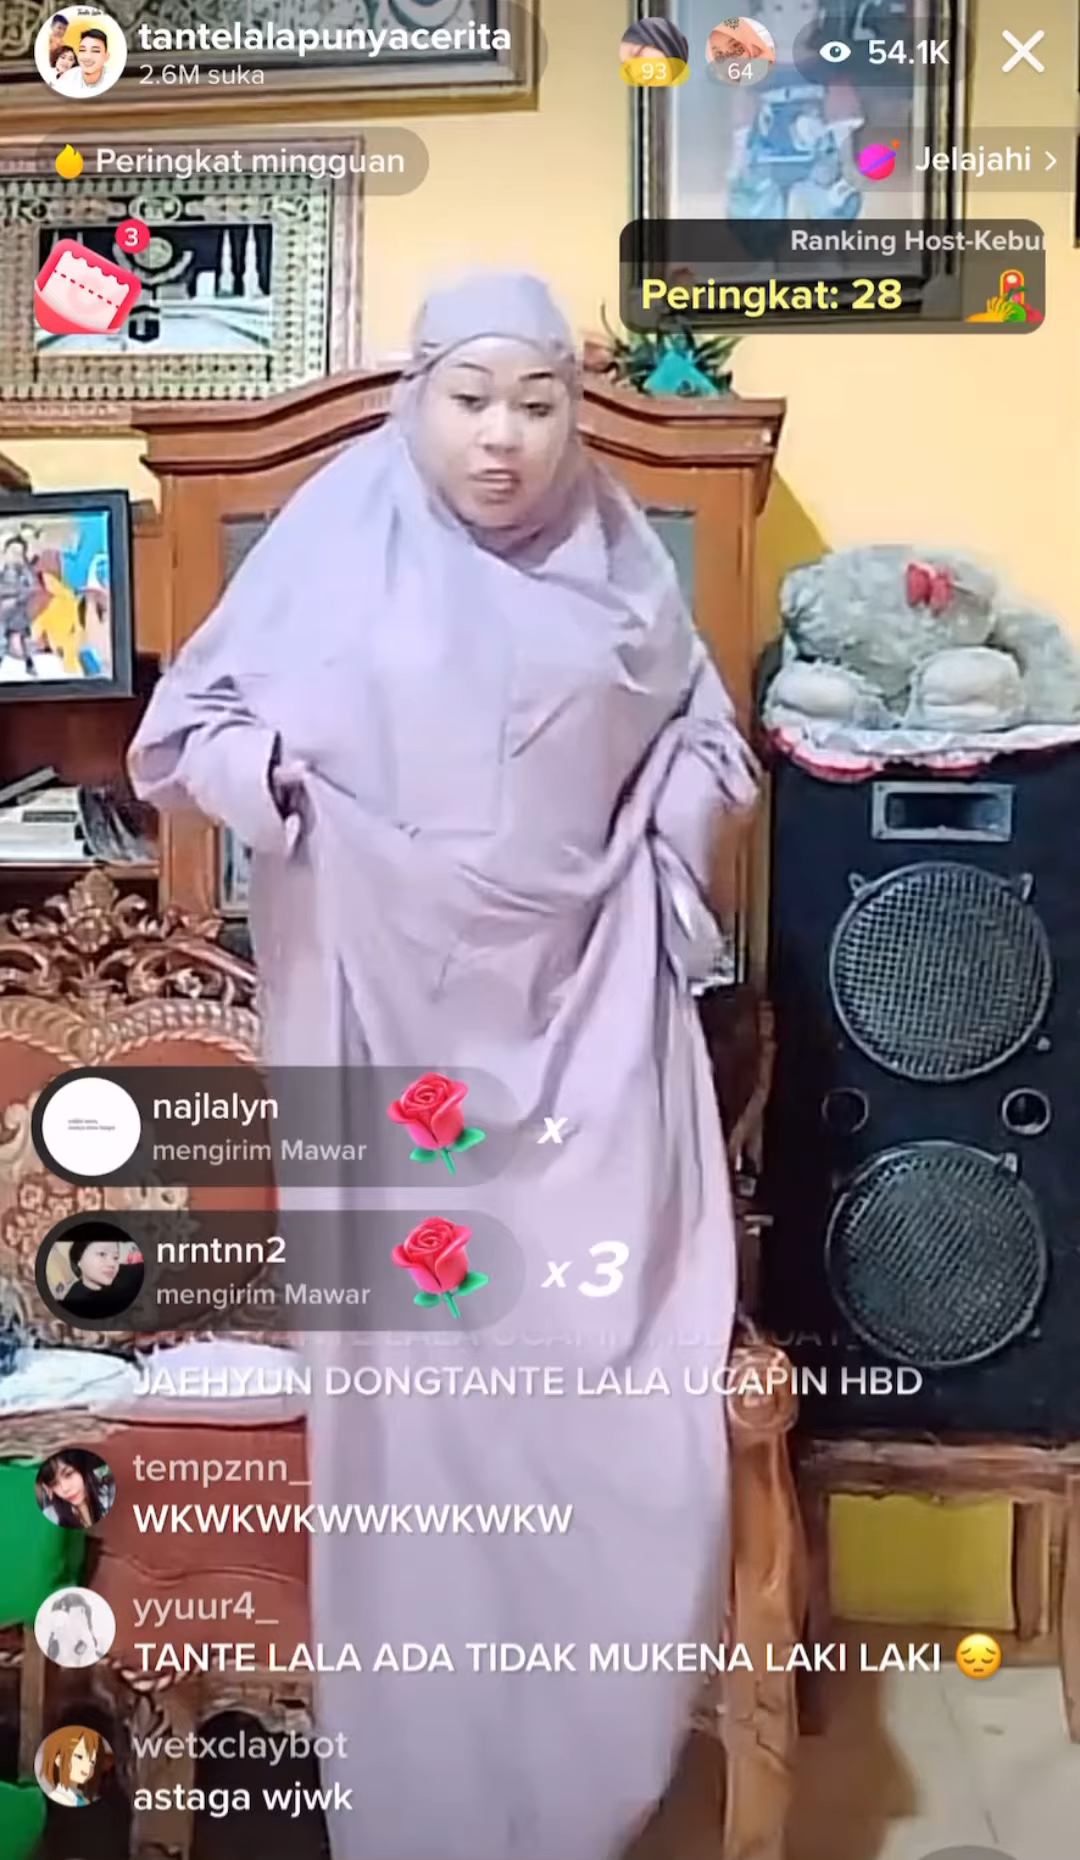 tantelalapunyacerita
2.6M suka
93
64
54.1K
Peringkat mingguan
Jelajahi >
3
Ranking Host-Kebu
Peringkat: 28
najlalyn
mengirim Mawar
x
nrntnn2
mengirim Mawar
x 3
JAEHYUN DONGTANTE LALA UCAPIN HBD
tempznn_
WKWKWKWWKWKWKW
yyuur4_
TANTE LALA ADA TIDAK MUKENA LAKI LAKI 😔
wetxclaybot
astaga wjwk